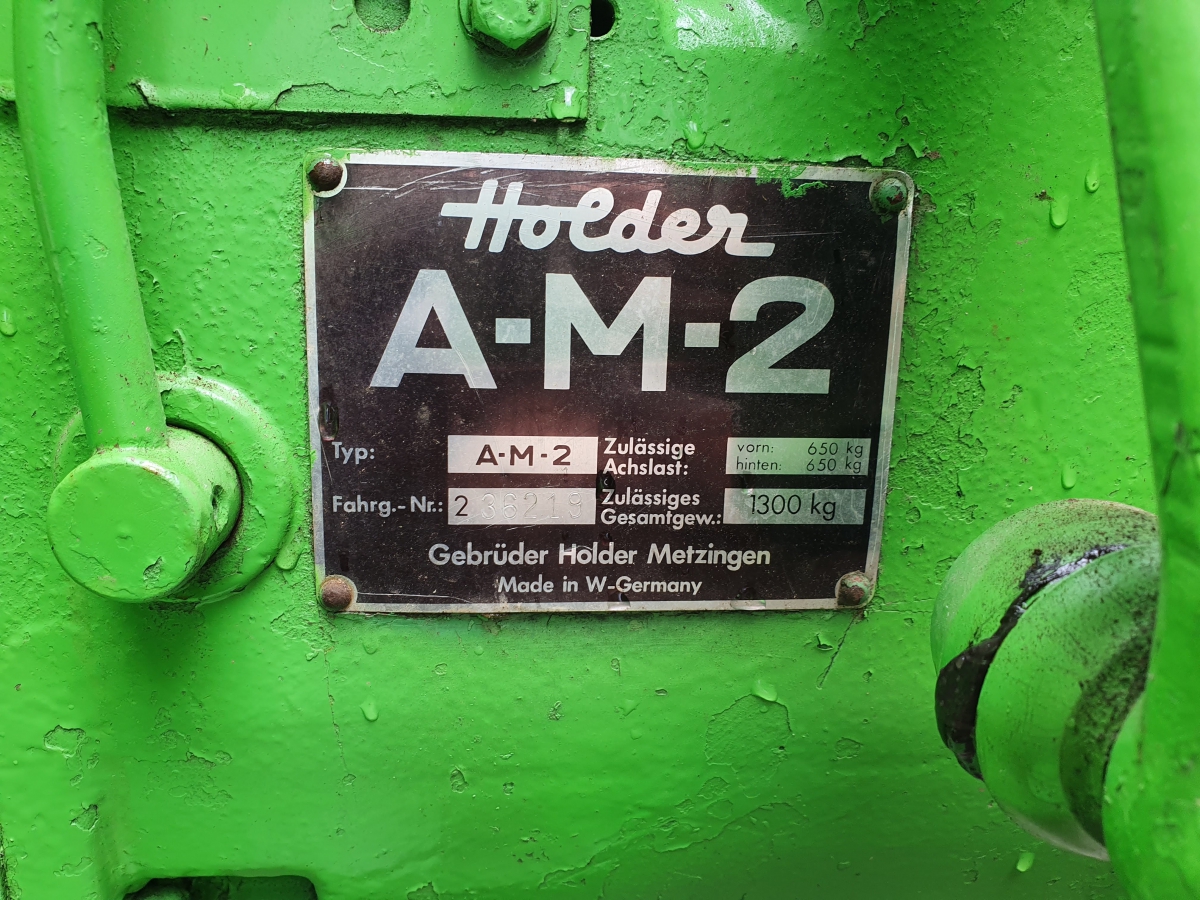 Holder
A-M-2
Typ: A-M-2 Zulässige Achslast: vorn: 650 kg hinten: 650 kg
Fahrg.-Nr.: 2 36219 Zulässiges Gesamtgew.: 1300 kg
Gebrüder Holder Metzingen
Made in W-Germany